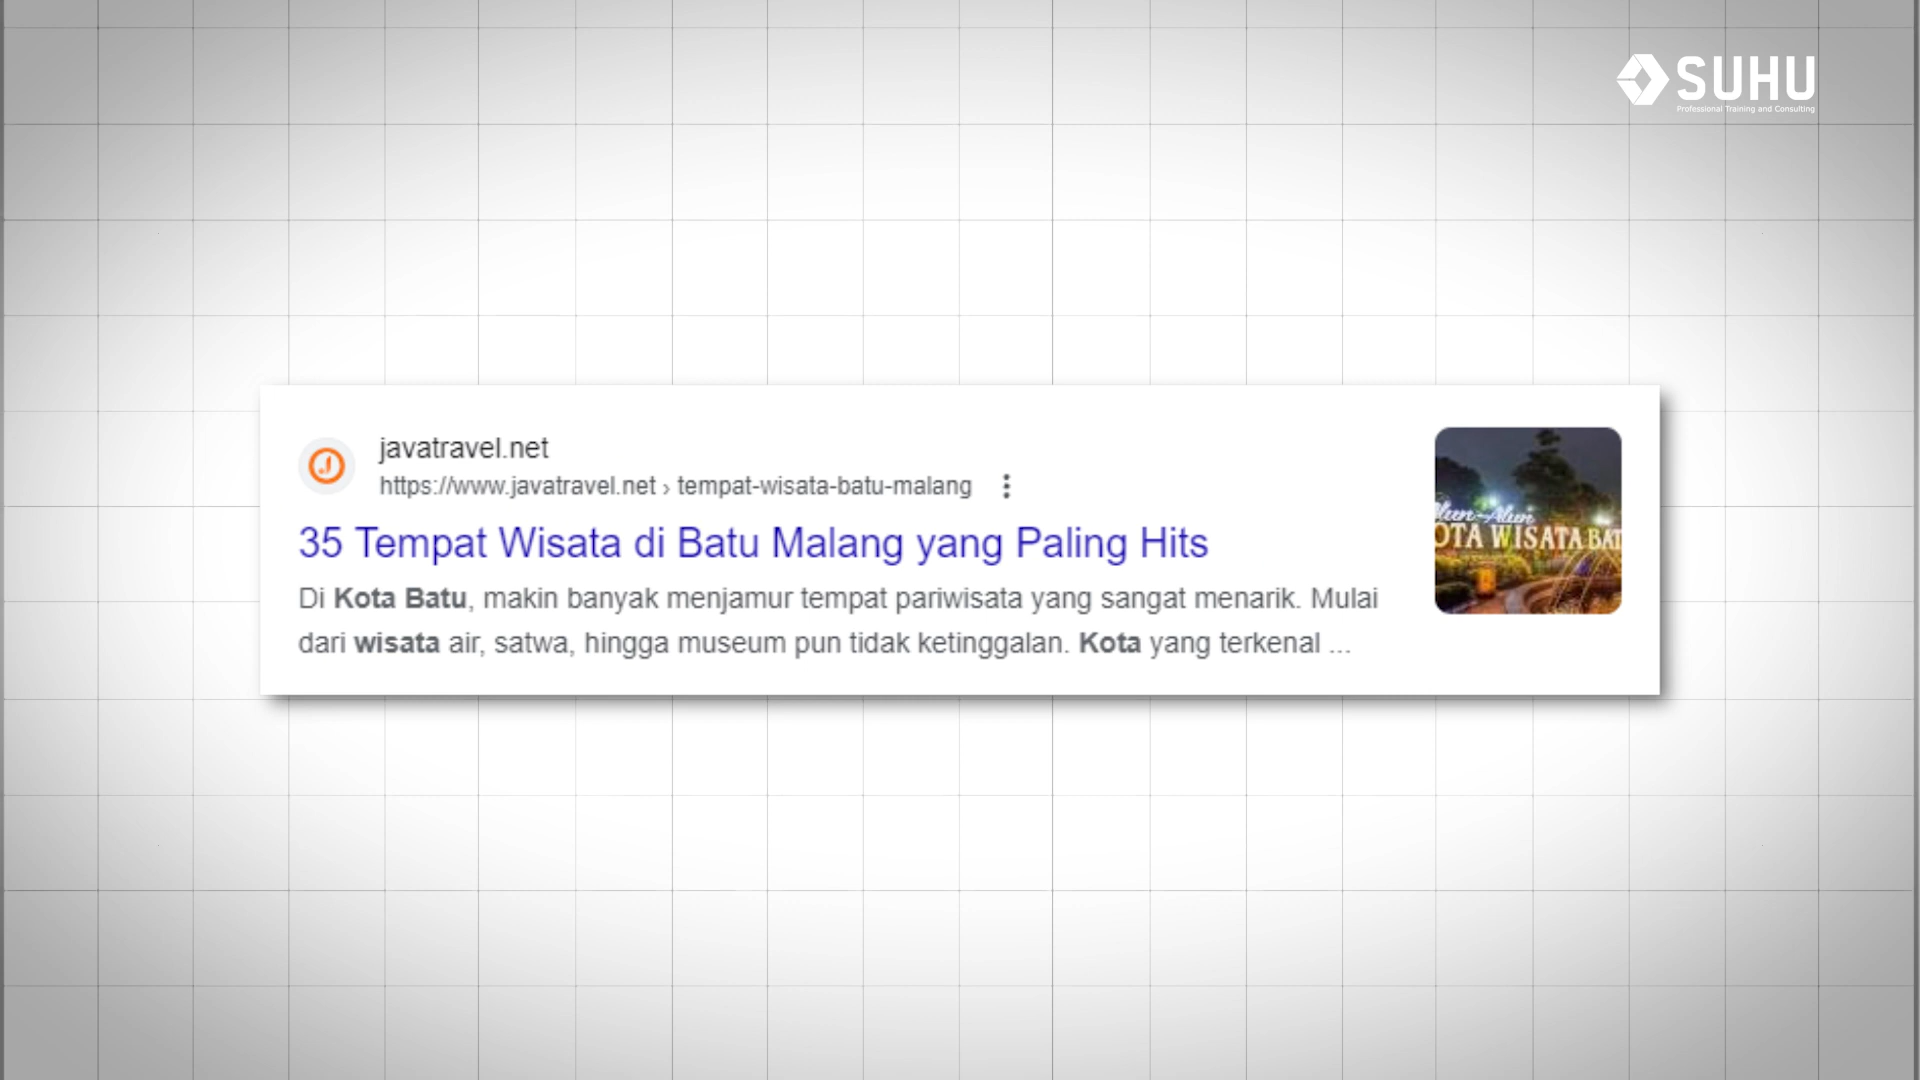 SUHU
Professional Training and Consulting
javatravel.net
https://www.javatravel.net › tempat-wisata-batu-malang
35 Tempat Wisata di Batu Malang yang Paling Hits
Di Kota Batu, makin banyak menjamur tempat pariwisata yang sangat menarik. Mulai
dari wisata air, satwa, hingga museum pun tidak ketinggalan. Kota yang terkenal ...
Alun-Alun
OTA WISATA BAT